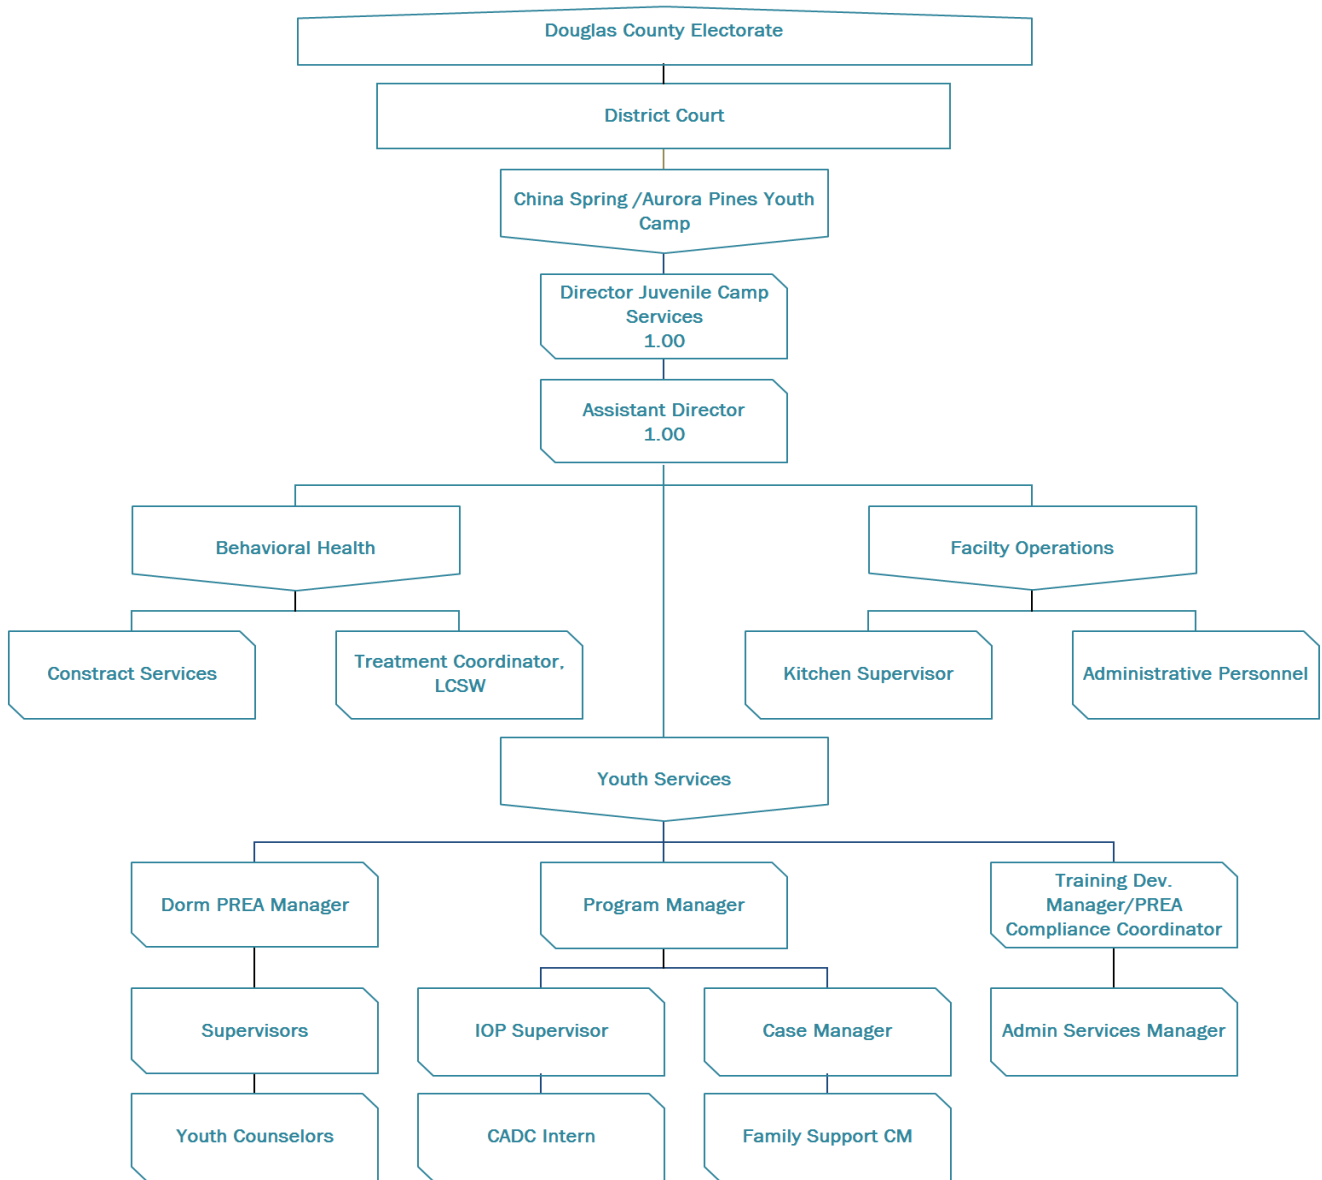 Douglas County Electorate
District Court
China Spring /Aurora Pines Youth
Camp
Director Juvenile Camp
Services
1.00
Assistant Director
1.00
Behavioral Health
Facilty Operations
Constract Services
Treatment Coordinator,
LCSW
Kitchen Supervisor
Administrative Personnel
Youth Services
Dorm PREA Manager
Program Manager
Training Dev.
Manager/PREA
Compliance Coordinator
Supervisors
IOP Supervisor
Case Manager
Admin Services Manager
Youth Counselors
CADC Intern
Family Support CM